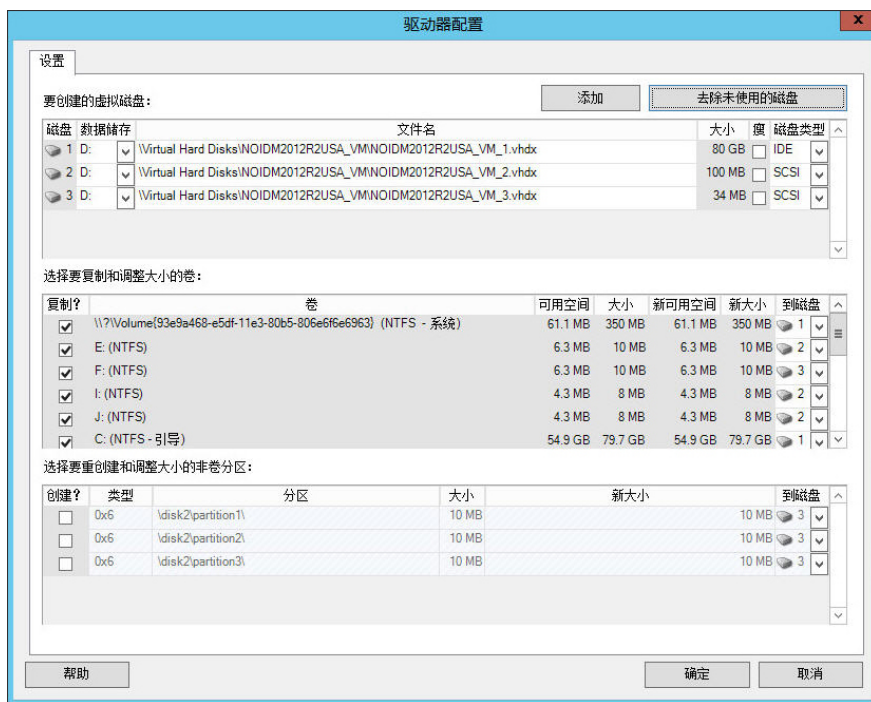 驱动器配置
x
设置
要创建的虚拟磁盘: 添加 去除未使用的磁盘
磁盘 数据储存 文件名 大小 瘦 磁盘类型
1 D: \Virtual Hard Disks\NOIDM2012R2USA_VM\NOIDM2012R2USA_VM_1.vhdx 80 GB IDE
2 D: \Virtual Hard Disks\NOIDM2012R2USA_VM\NOIDM2012R2USA_VM_2.vhdx 100 MB SCSI
3 D: \Virtual Hard Disks\NOIDM2012R2USA_VM\NOIDM2012R2USA_VM_3.vhdx 34 MB SCSI
选择要复制和调整大小的卷:
复制? 卷 可用空间 大小 新可用空间 新大小 到磁盘
\\?\Volume{93e9a468-e5df-11e3-80b5-806e6f6e6963} (NTFS - 系统) 61.1 MB 350 MB 61.1 MB 350 MB 1
E: (NTFS) 6.3 MB 10 MB 6.3 MB 10 MB 2
F: (NTFS) 6.3 MB 10 MB 6.3 MB 10 MB 3
I: (NTFS) 4.3 MB 8 MB 4.3 MB 8 MB 2
J: (NTFS) 4.3 MB 8 MB 4.3 MB 8 MB 2
C: (NTFS - 引导) 54.9 GB 79.7 GB 54.9 GB 79.7 GB 1
选择要重创建和调整大小的非卷分区:
创建? 类型 分区 大小 新大小 到磁盘
0x6 \disk2\partition1\ 10 MB 10 MB 3
0x6 \disk2\partition2\ 10 MB 10 MB 3
0x6 \disk2\partition3\ 10 MB 10 MB 3
帮助 确定 取消